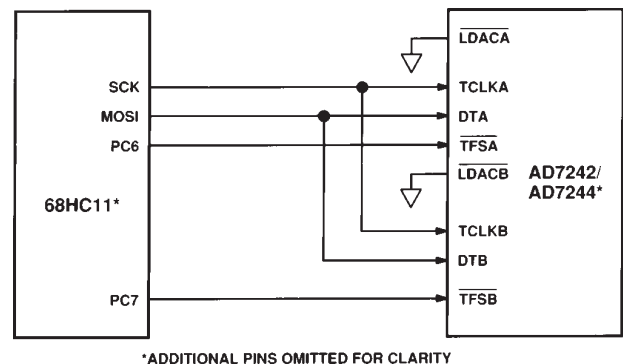 LDACA
SCK
TCLKA
MOSI
DTA
PC6
TFSA
LDACB
AD7242/
AD7244*
68HC11*
TCLKB
DTB
PC7
TFSB
*ADDITIONAL PINS OMITTED FOR CLARITY